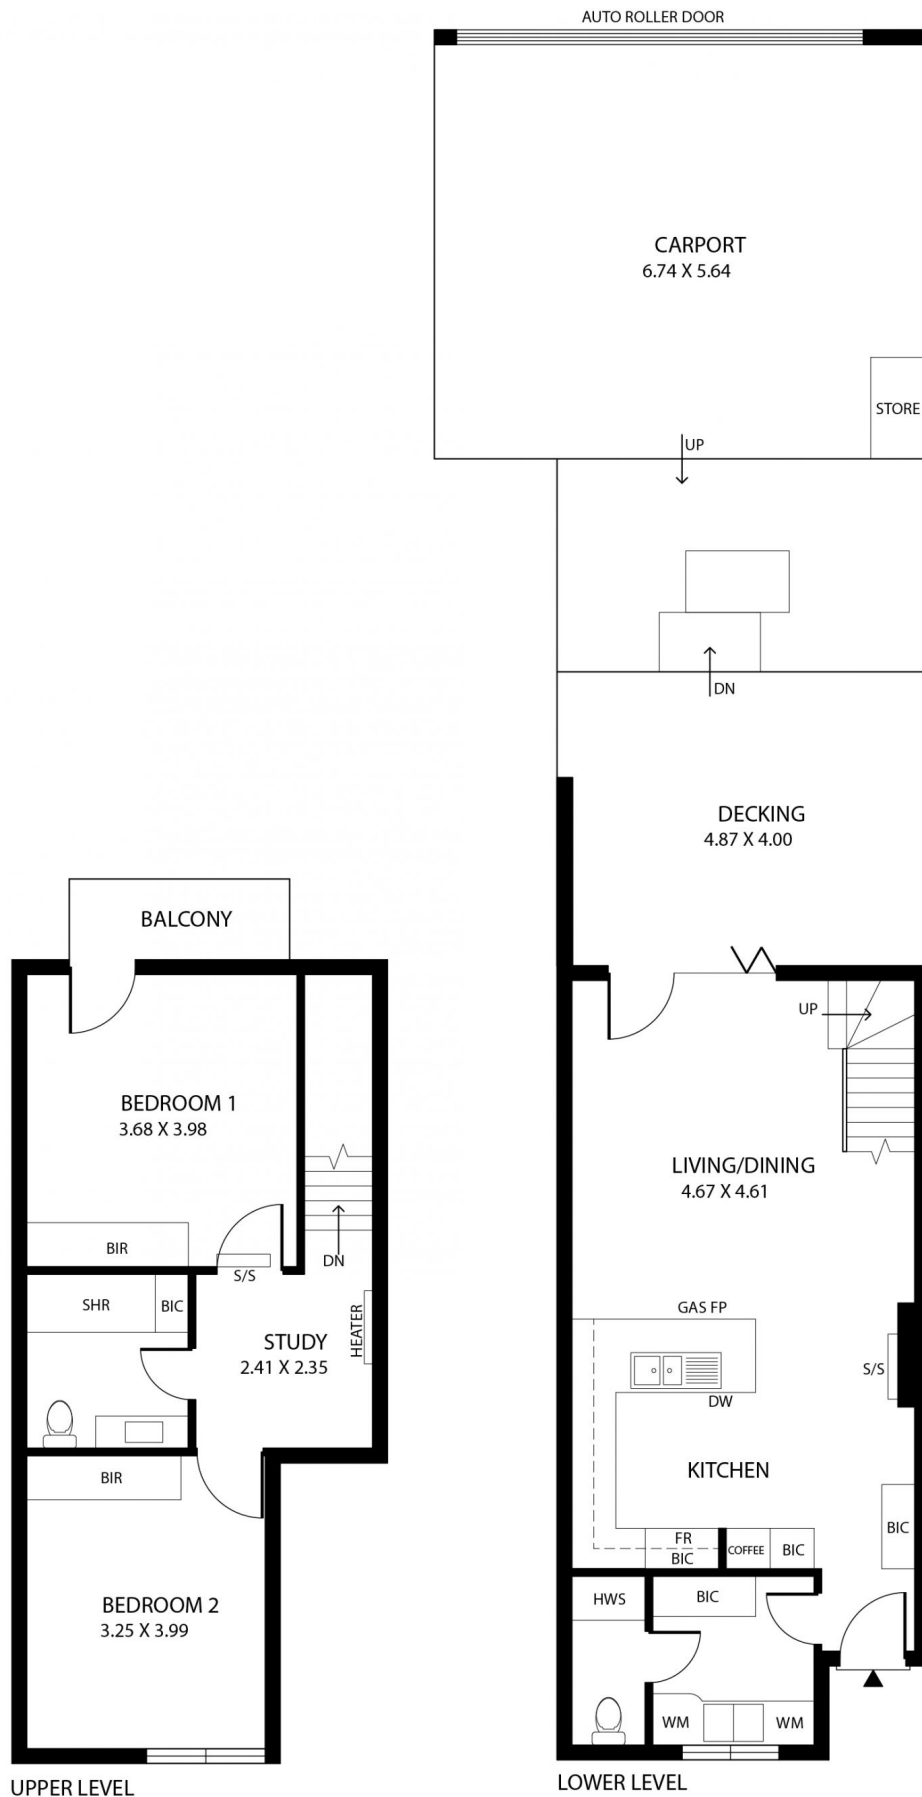 AUTO ROLLER DOOR
CARPORT
6.74 X 5.64
STORE
UP
DN
DECKING
4.87 X 4.00
UP
LIVING/DINING
4.67 X 4.61
GAS FP
S/S
DW
KITCHEN
BIC
FR
BIC
COFFEE
BIC
HWS
BIC
WM
WM
LOWER LEVEL
BALCONY
BEDROOM 1
3.68 X 3.98
BIR
S/S
DN
SHR
BIC
STUDY
2.41 X 2.35
HEATER
BIR
BEDROOM 2
3.25 X 3.99
UPPER LEVEL